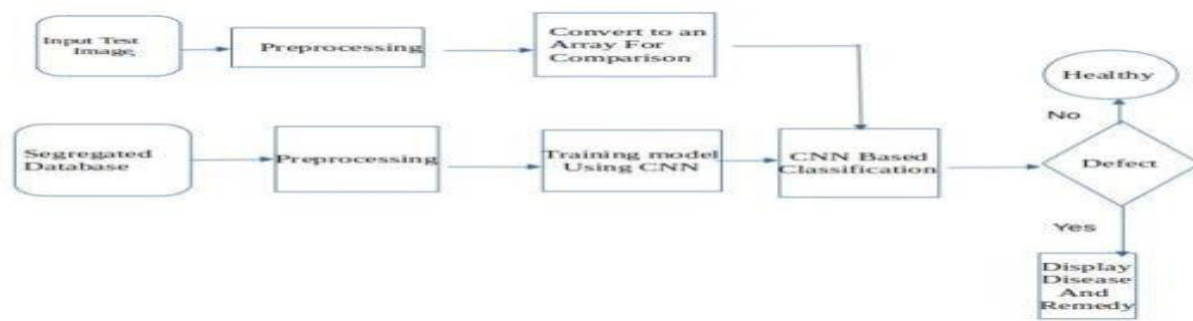 Input Test
Image
Preprocessing
Convert to an
Array For
Comparison
Healthy
No
Segregated
Database
Preprocessing
Training model
Using CNN
CNN Based
Classification
Defect
Yes
Display
Disease
And
Remedy